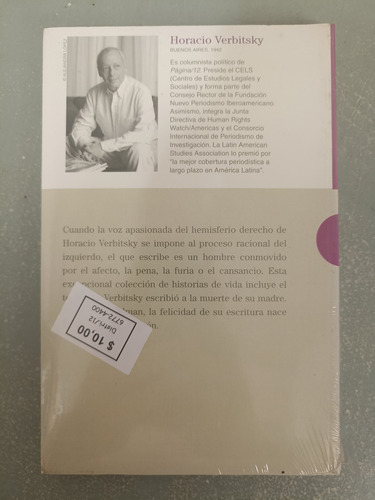 Horacio Verbitsky
BUENOS AIRES, 1942
Es columnista político de
Página/12. Preside el CELS
(Centro de Estudios Legales y
Sociales) y forma parte del
Consejo Rector de la Fundación
Nuevo Periodismo Iberoamericano.
Asimismo, integra la Junta
Directiva de Human Rights
Watch/Americas y el Consorcio
Internacional de Periodismo de
Investigación. La Latin American
Studies Association lo premió por
"la mejor cobertura periodística a
largo plazo en América Latina".
Cuando la voz apasionada del hemisferio derecho de
Horacio Verbitsky se impone al proceso racional del
izquierdo, el que escribe es un hombre conmovido
por el afecto, la pena, la furia o el cansancio. Esta
excepcional colección de historias de vida incluye el
Verbitsky escribió a la muerte de su madre.
la felicidad de su escritura nace
$ 10,00
Distri./12
6772-4400